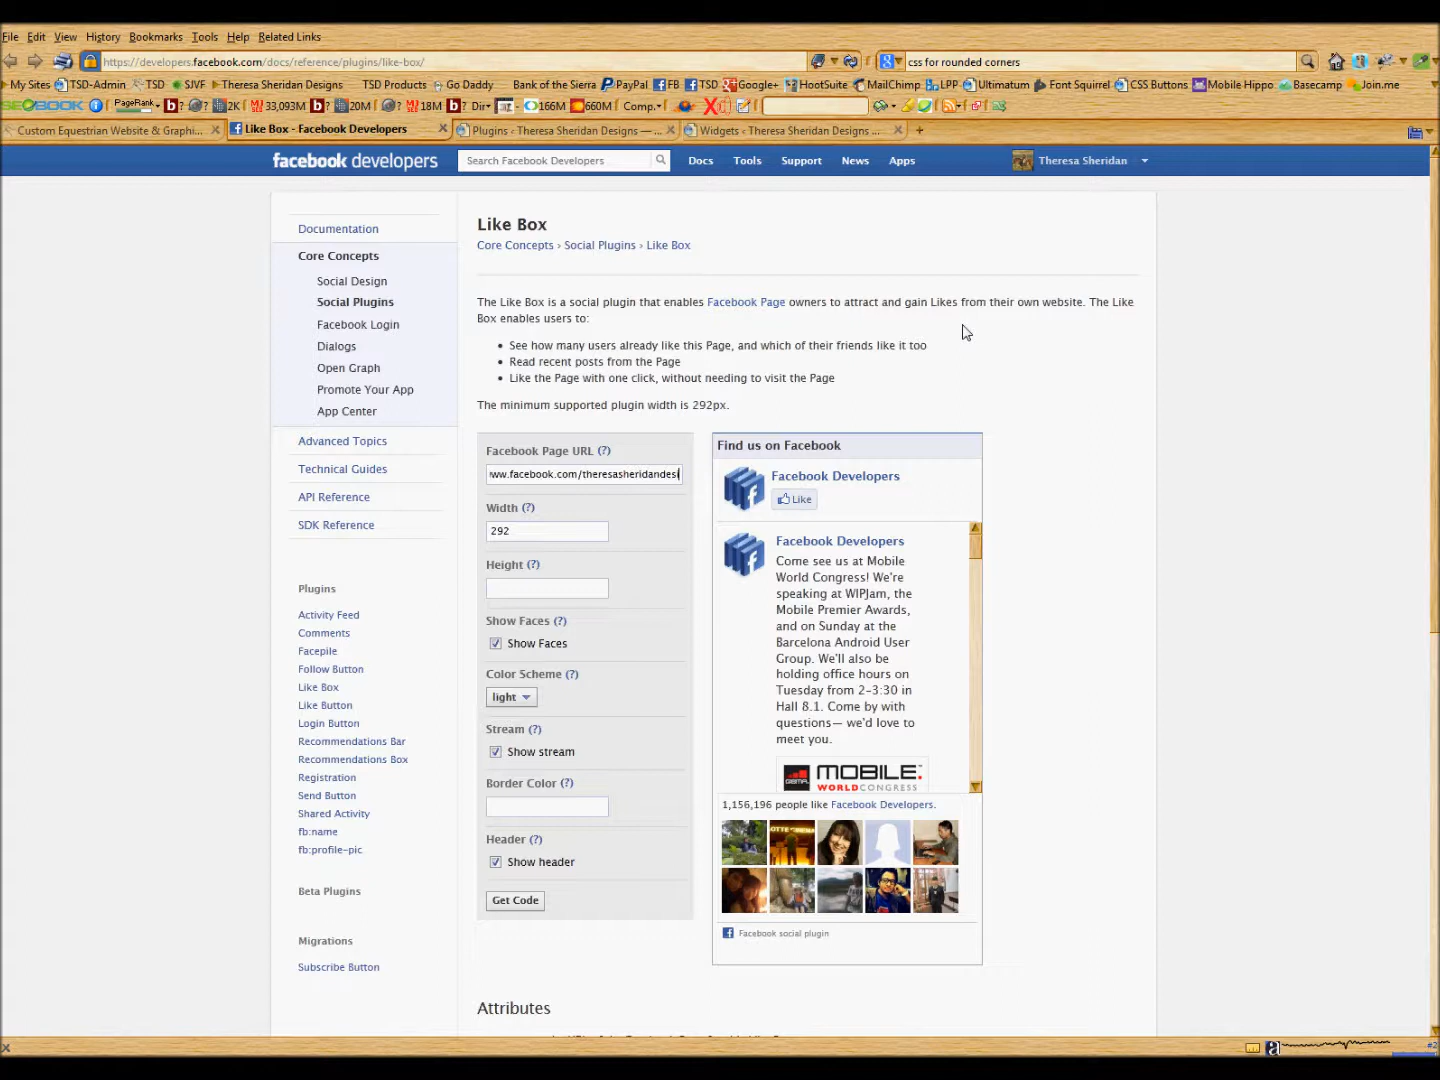 File Edit View History Bookmarks Tools Help Related Links
https://developers.facebook.com/docs/reference/plugins/like-box/
css for rounded corners
My Sites TSD-Admin TSD SJVF Theresa Sheridan Designs TSD Products Go Daddy Bank of the Sierra PayPal FB TSD Google+ HootSuite MailChimp LPP Ultimatum Font Squirrel CSS Buttons Mobile Hippo Basecamp Join.me
PageRank ? 2K 33,093M ? 20M 18M ? Dir 166M 660M Comp.
Custom Equestrian Website & Graphi... Like Box - Facebook Developers Plugins ‹ Theresa Sheridan Designs —... Widgets ‹ Theresa Sheridan Designs ...
facebook developers Search Facebook Developers Docs Tools Support News Apps Theresa Sheridan
Documentation
Core Concepts
Social Design
Social Plugins
Facebook Login
Dialogs
Open Graph
Promote Your App
App Center
Advanced Topics
Technical Guides
API Reference
SDK Reference
Plugins
Activity Feed
Comments
Facepile
Follow Button
Like Box
Like Button
Login Button
Recommendations Bar
Recommendations Box
Registration
Send Button
Shared Activity
fb:name
fb:profile-pic
Beta Plugins
Migrations
Subscribe Button
Like Box
Core Concepts › Social Plugins › Like Box
The Like Box is a social plugin that enables Facebook Page owners to attract and gain Likes from their own website. The Like
Box enables users to:
• See how many users already like this Page, and which of their friends like it too
• Read recent posts from the Page
• Like the Page with one click, without needing to visit the Page
The minimum supported plugin width is 292px.
Facebook Page URL (?)
ww.facebook.com/theresasheridandesi
Width (?)
292
Height (?)
Show Faces (?)
Show Faces
Color Scheme (?)
light
Stream (?)
Show stream
Border Color (?)
Header (?)
Show header
Get Code
Find us on Facebook
Facebook Developers
Like
Facebook Developers
Come see us at Mobile
World Congress! We're
speaking at WIPJam, the
Mobile Premier Awards,
and on Sunday at the
Barcelona Android User
Group. We'll also be
holding office hours on
Tuesday from 2-3:30 in
Hall 8.1. Come by with
questions— we'd love to
meet you.
MOBILE
WORLD CONGRESS
1,156,196 people like Facebook Developers.
Facebook social plugin
Attributes